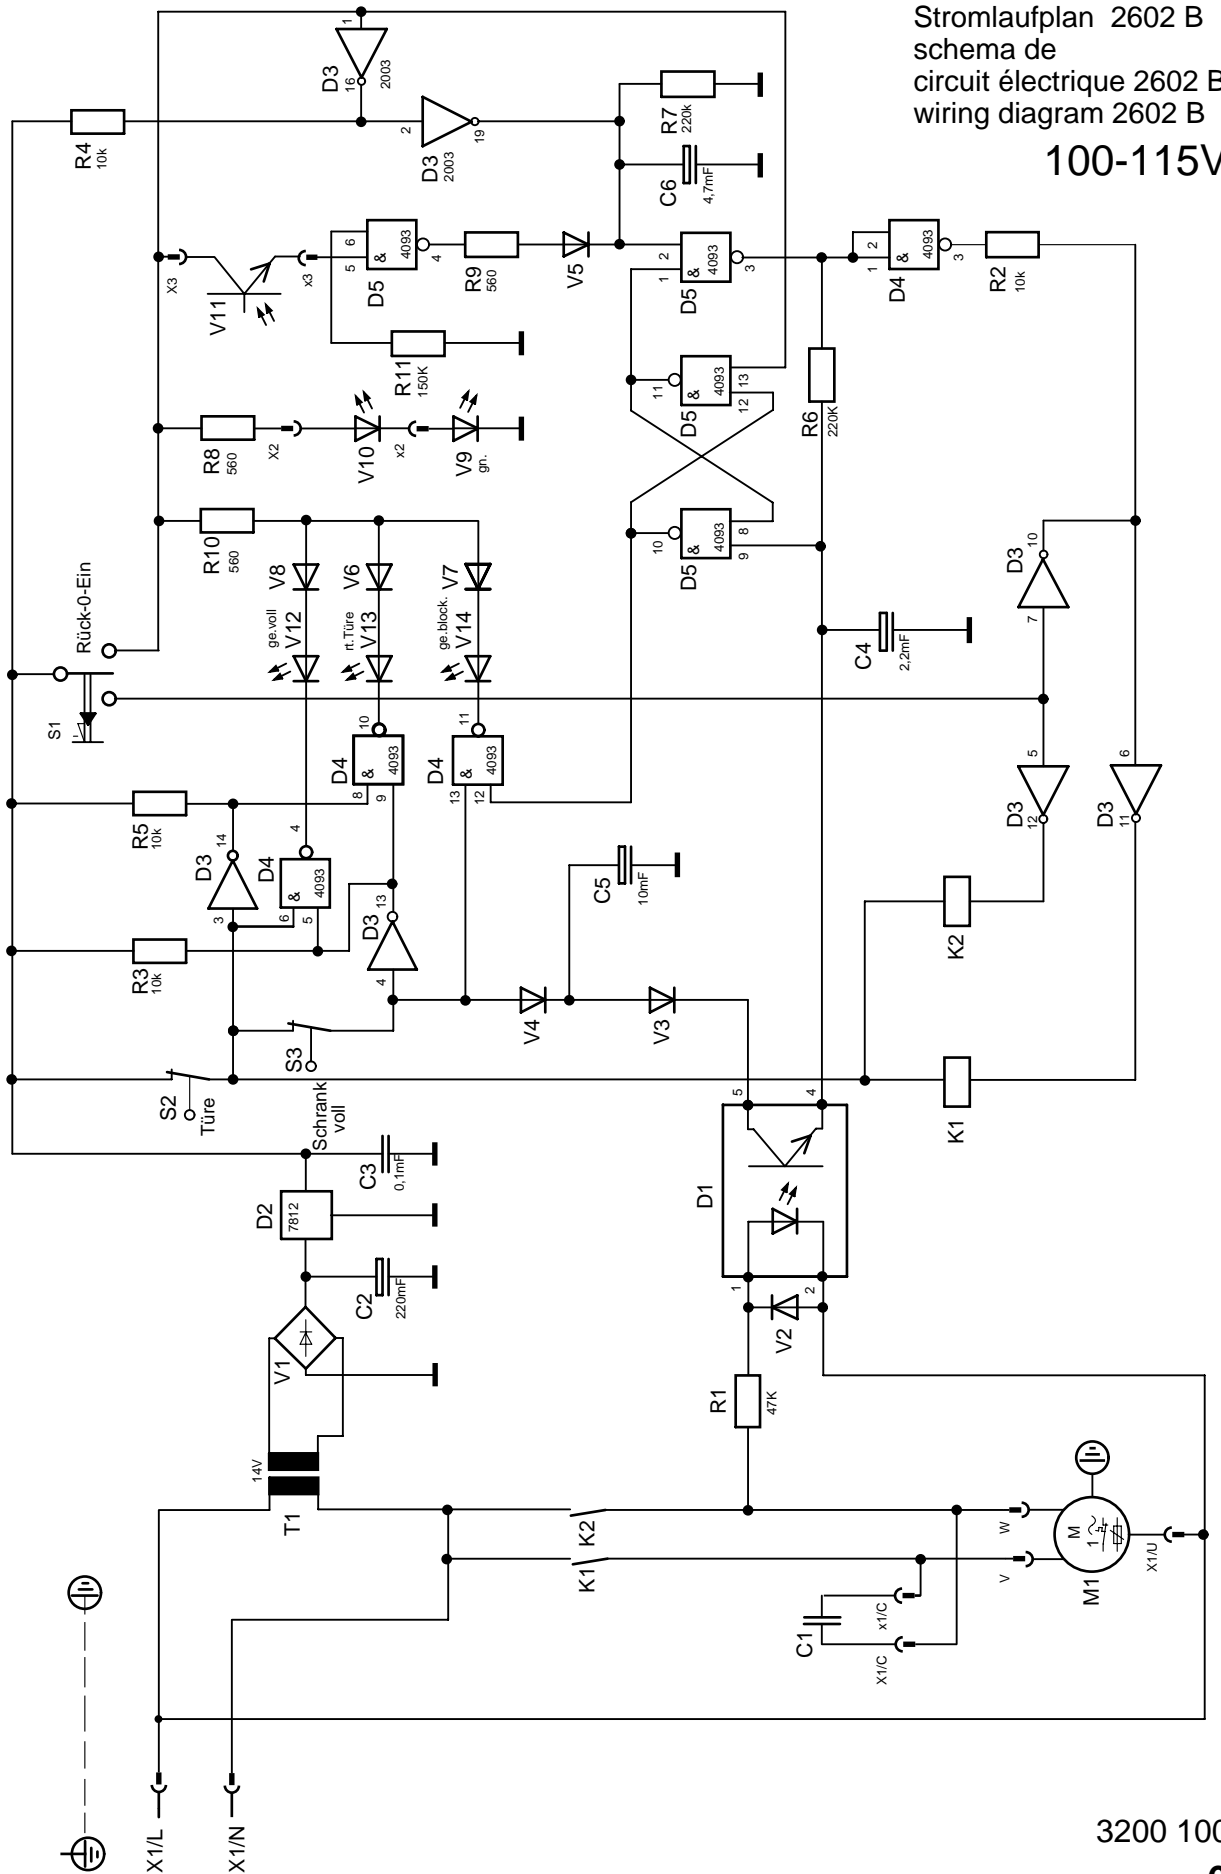 Stromlaufplan 2602 B
schema de
circuit électrique 2602 B
wiring diagram 2602 B
100-115V
R4
10k
D3
1
16
2003
2
D3
2003
19
R7
220k
C6
4,7mF
X3
V11
x3
6
5
&
4093
D5
4
R9
560
V5
2
1
&
4093
D5
3
2
1
&
4093
D4
3
R2
10k
R11
150K
11
&
4093
D5
13
12
R6
220K
R8
560
X2
V10
x2
V9
gn.
10
&
4093
D5
8
9
R10
560
Rück-0-Ein
S1
V8
ge.voll
V12
V6
rt.Türe
V13
V7
ge.block.
V14
C4
2,2mF
D3
10
7
R5
10k
D3
14
3
4
D4
&
4093
6
5
10
D4
&
4093
8
9
11
D4
&
4093
13
12
D3
13
4
5
D3
12
6
D3
11
R3
10k
C5
10mF
K2
V4
V3
S3
Schrank
voll
S2
Türe
K1
5
4
D1
1
2
D2
7812
C3
0,1mF
C2
220mF
V1
V2
R1
47K
14V
T1
K2
K1
W
V
M
1
M1
X1/U
C1
x1/C
X1/C
X1/L
X1/N
3200 100